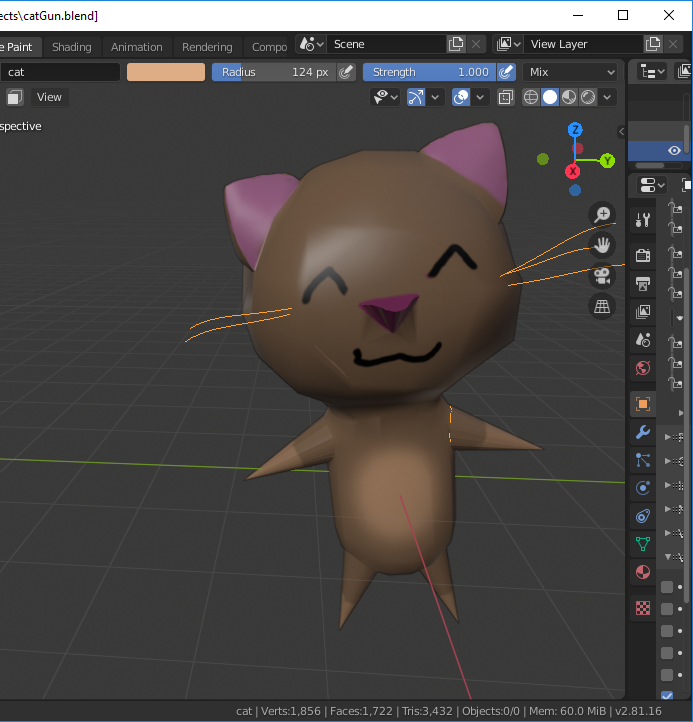 ects\catGun.blend]
e Paint Shading Animation Rendering Compo Scene View Layer
cat Radius 124 px Strength 1.000 Mix
View
spective
Z
Y
X
cat | Verts:1,856 | Faces:1,722 | Tris:3,432 | Objects:0/0 | Mem: 60.0 MiB | v2.81.16